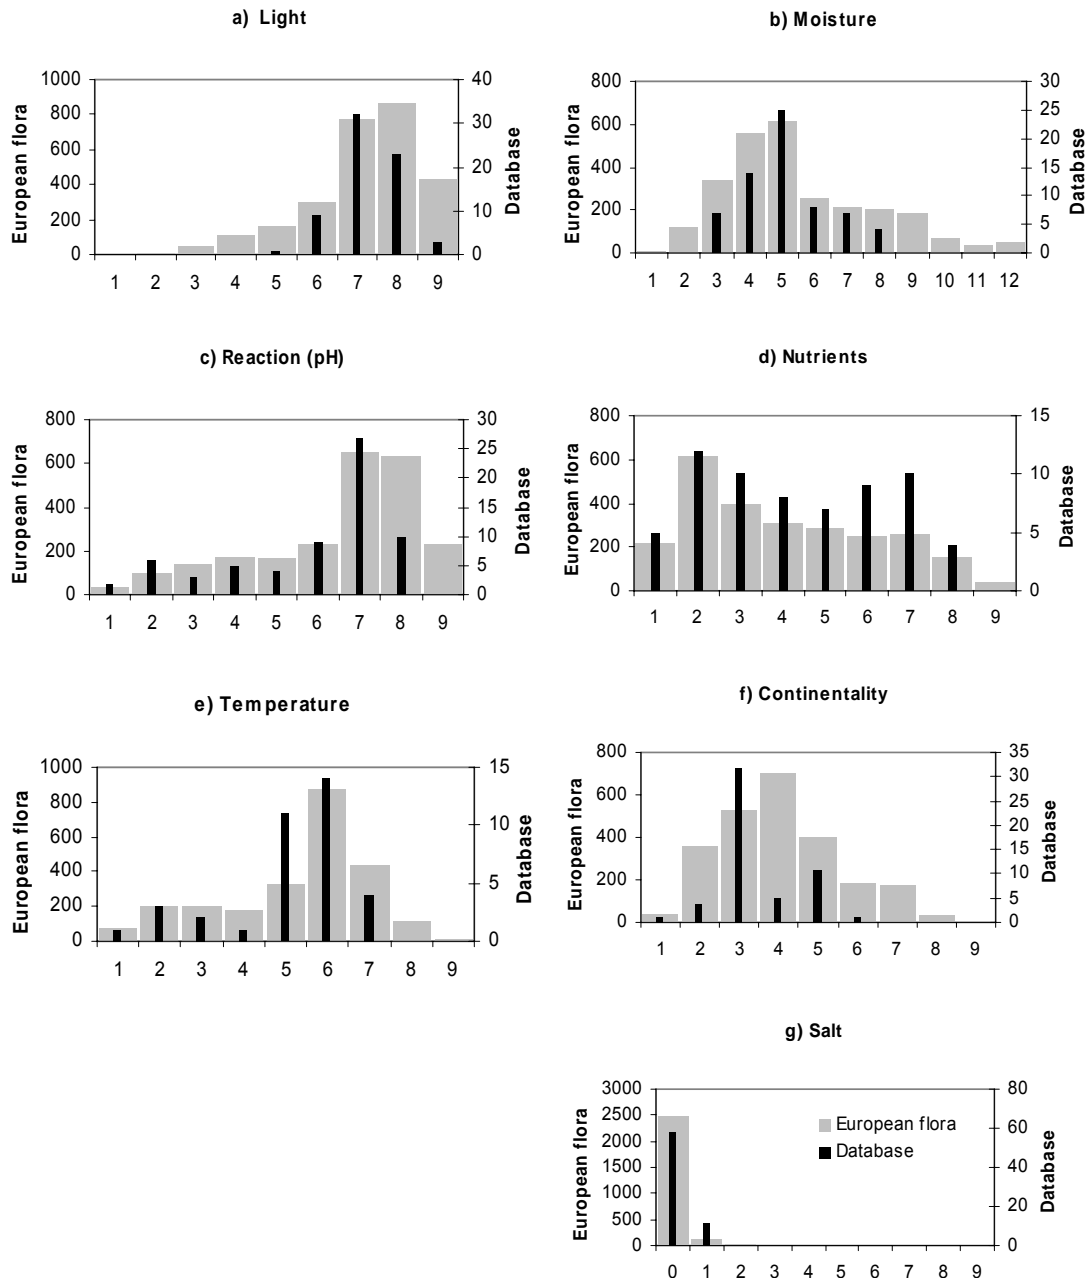 a) Light
European flora
1000
800
600
400
200
0
40
30
20
10
0
Database
1 2 3 4 5 6 7 8 9
b) Moisture
European flora
800
600
400
200
0
30
25
20
15
10
5
0
Database
1 2 3 4 5 6 7 8 9 10 11 12
c) Reaction (pH)
European flora
800
600
400
200
0
30
25
20
15
10
5
0
Database
1 2 3 4 5 6 7 8 9
d) Nutrients
European flora
800
600
400
200
0
15
10
5
0
Database
1 2 3 4 5 6 7 8 9
e) Temperature
European flora
1000
800
600
400
200
0
15
10
5
0
Database
1 2 3 4 5 6 7 8 9
f) Continentality
European flora
800
600
400
200
0
35
30
25
20
15
10
5
0
Database
1 2 3 4 5 6 7 8 9
g) Salt
European flora
3000
2500
2000
1500
1000
500
0
European flora
Database
80
60
40
20
0
Database
0 1 2 3 4 5 6 7 8 9